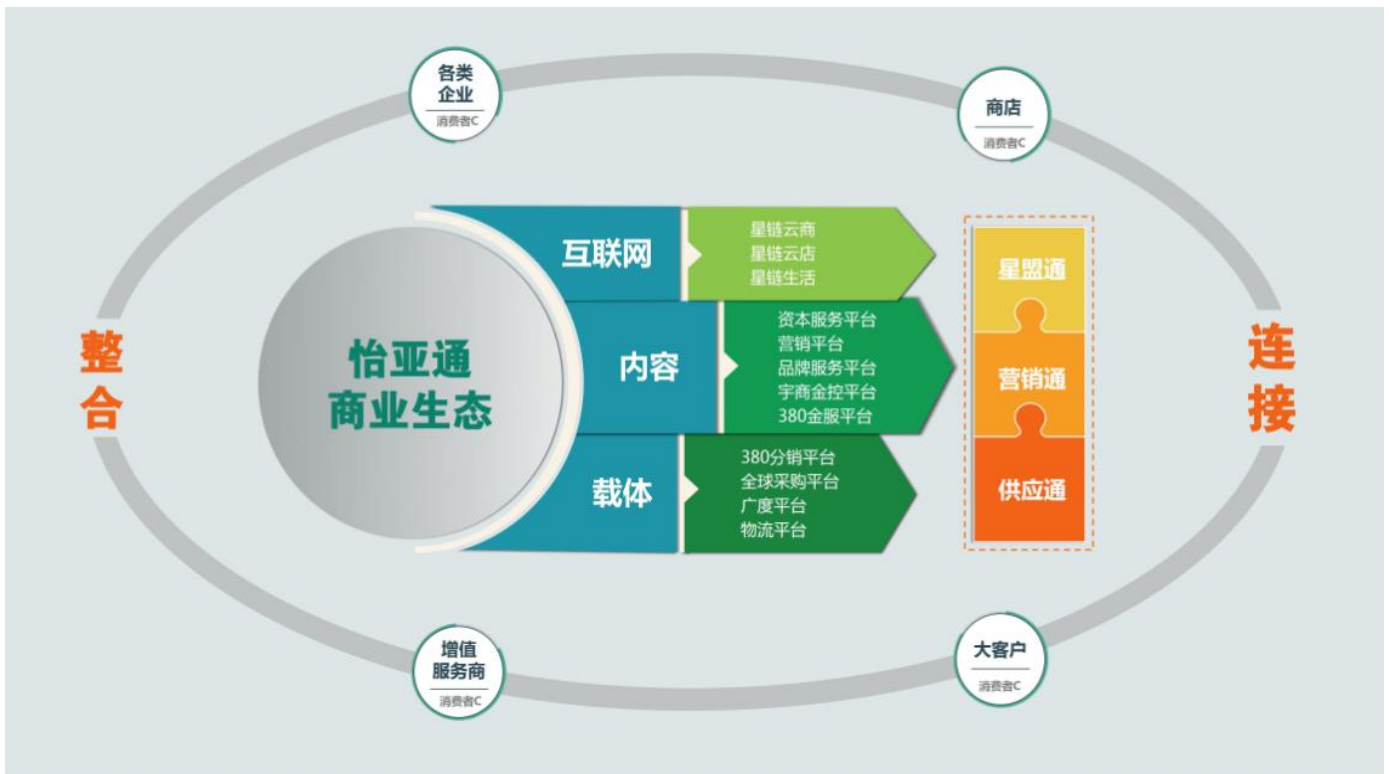 各类
企业
消费者C
商店
消费者C
整
合
怡亚通
商业生态
互联网
星链云商
星链云店
星链生活
内容
资本服务平台
营销平台
品牌服务平台
宇商金控平台
380金服平台
载体
380分销平台
全球采购平台
广度平台
物流平台
星盟通
营销通
供应通
连
接
增值
服务商
消费者C
大客户
消费者C